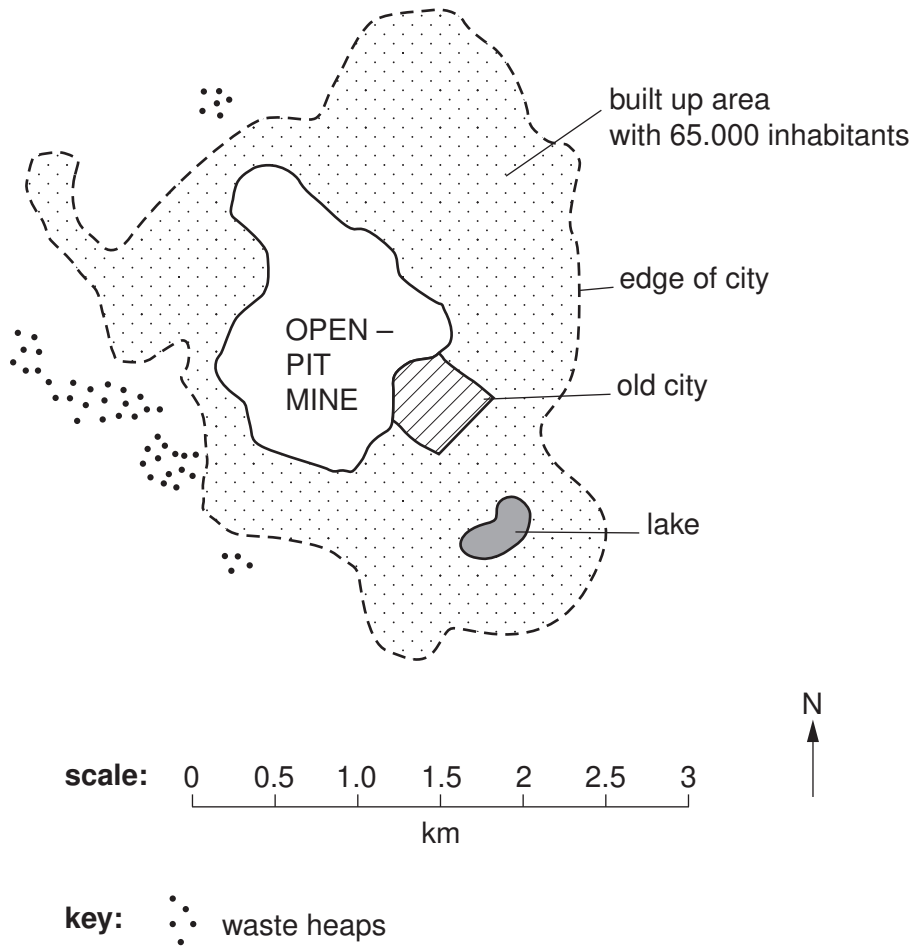 built up area
with 65.000 inhabitants
edge of city
OPEN –
PIT
MINE
old city
lake
N
scale: 0 0.5 1.0 1.5 2 2.5 3
km
key: waste heaps